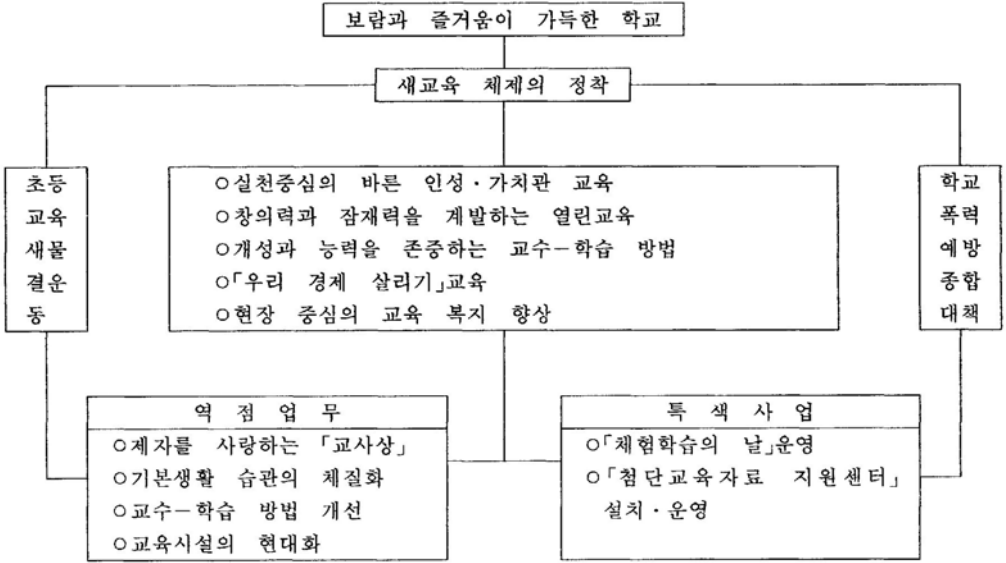 보람과 즐거움이 가득한 학교
새교육 체제의 정착
초등
교육
새물
결운
동
○실천중심의 바른 인성·가치관 교육
○창의력과 잠재력을 계발하는 열린교육
○개성과 능력을 존중하는 교수-학습 방법
○「우리 경제 살리기」교육
○현장 중심의 교육 복지 향상
학교
폭력
예방
종합
대책
역 점 업 무
○제자를 사랑하는 「교사상」
○기본생활 습관의 체질화
○교수-학습 방법 개선
○교육시설의 현대화
특 색 사 업
○「체험학습의 날」운영
○「첨단교육자료 지원센터」
설치·운영